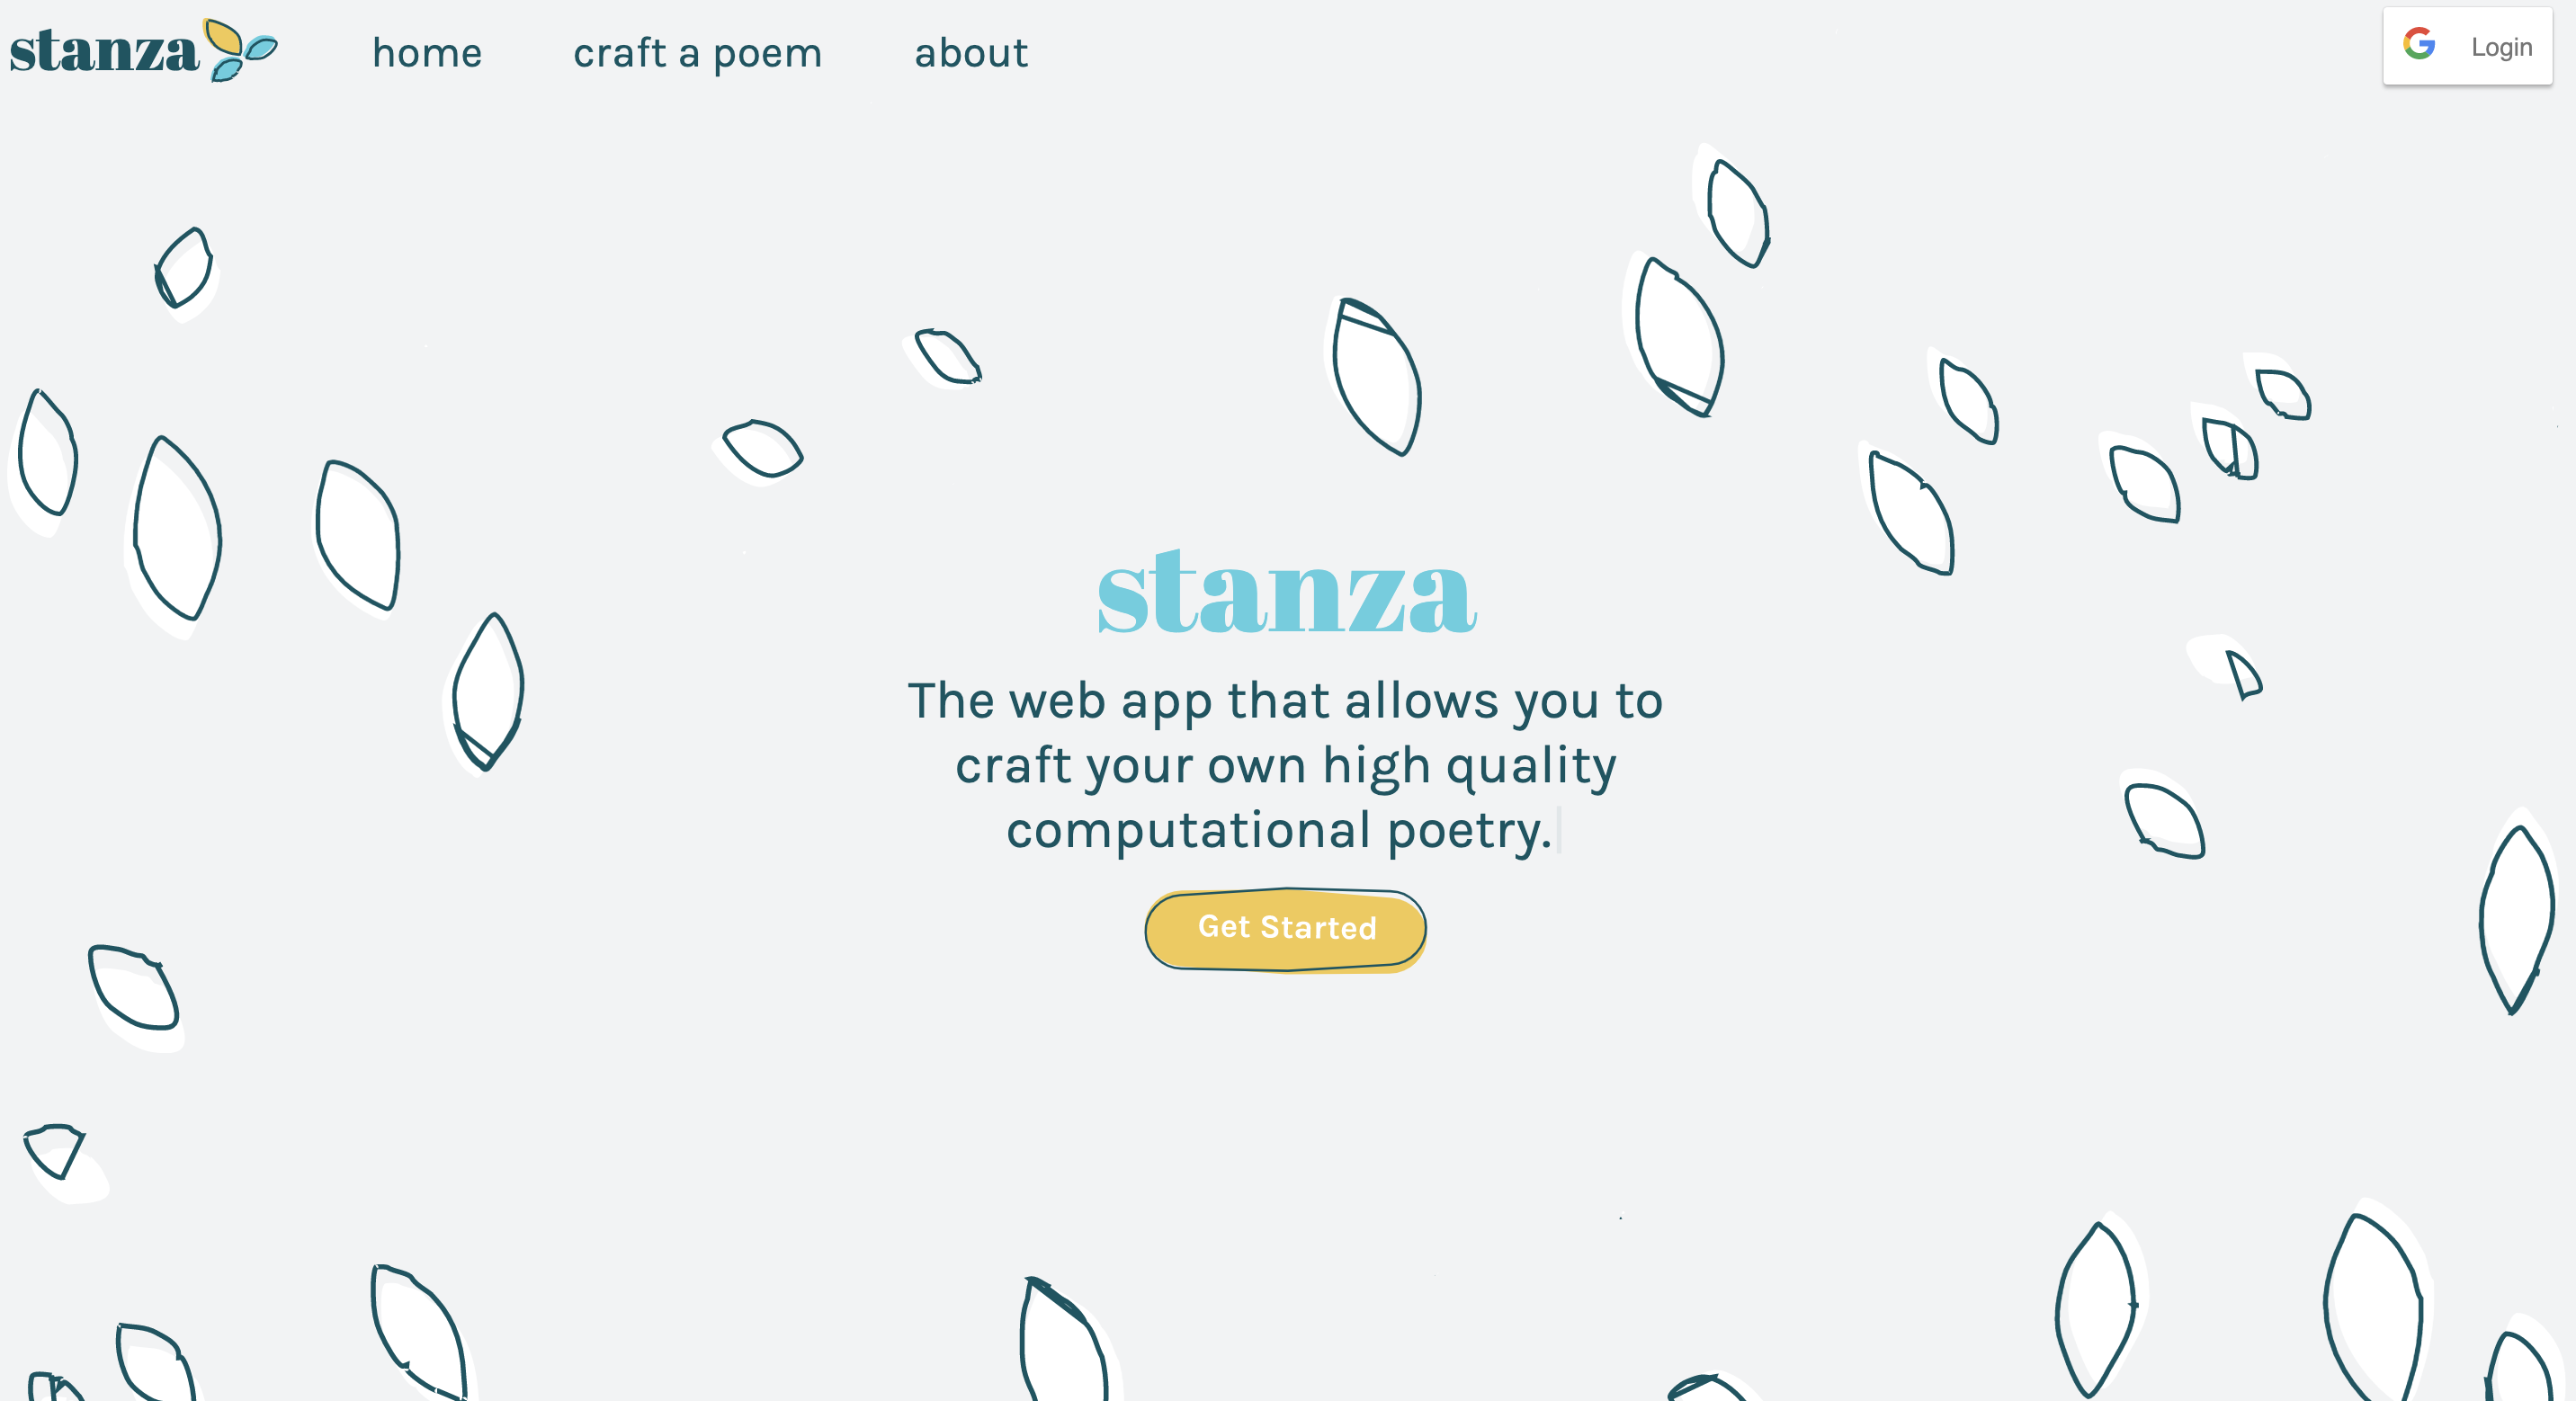 stanza
home
craft a poem
about
Login
stanza
The web app that allows you to
craft your own high quality
computational poetry.
Get Started